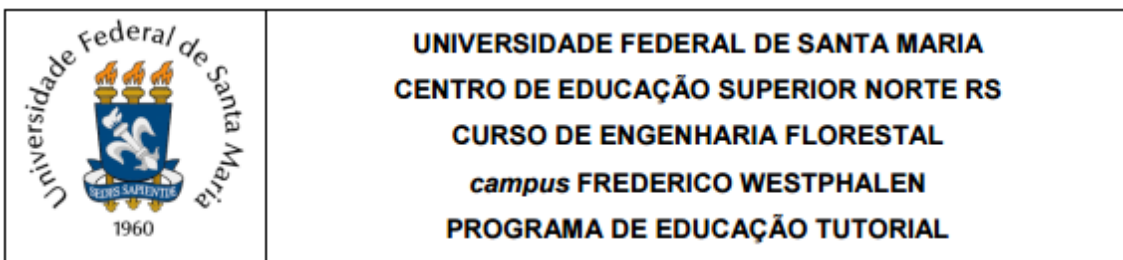 Universidade Federal de Santa Maria
SEDES SAPIENTIAE
1960
UNIVERSIDADE FEDERAL DE SANTA MARIA
CENTRO DE EDUCAÇÃO SUPERIOR NORTE RS
CURSO DE ENGENHARIA FLORESTAL
campus FREDERICO WESTPHALEN
PROGRAMA DE EDUCAÇÃO TUTORIAL